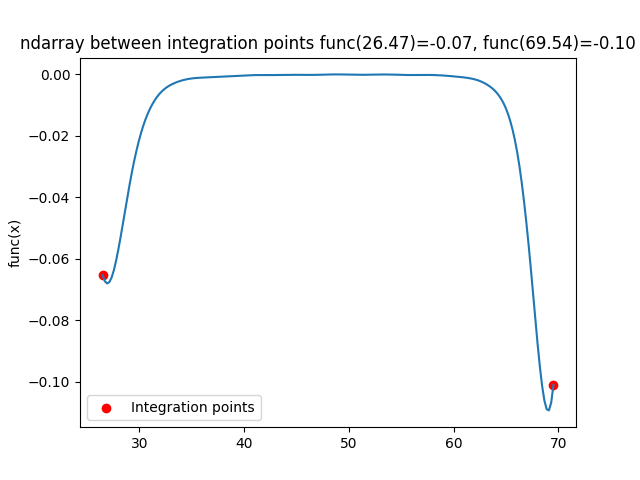 ndarray between integration points func(26.47)=-0.07, func(69.54)=-0.10
0.00
−0.02
−0.04
−0.06
−0.08
−0.10
func(x)
Integration points
30 40 50 60 70